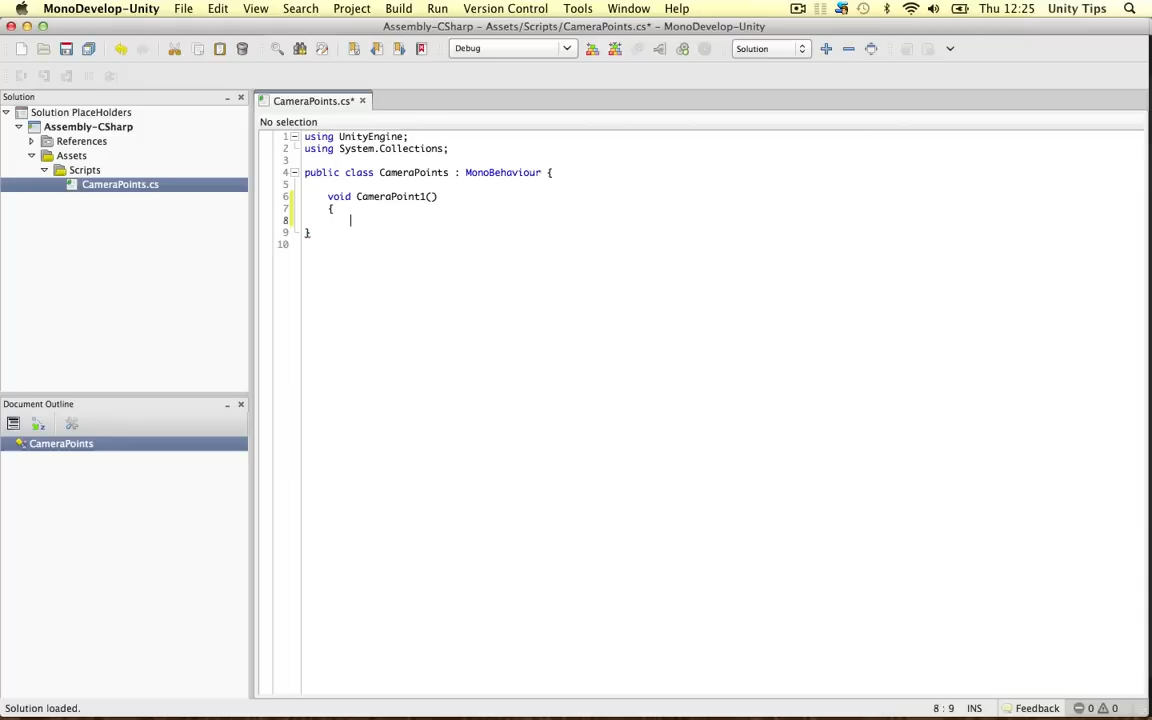 MonoDevelop-Unity File Edit View Search Project Build Run Version Control Tools Window Help Thu 12:25 Unity Tips
Assembly-CSharp – Assets/Scripts/CameraPoints.cs* – MonoDevelop-Unity
Debug Solution
Solution
Solution PlaceHolders
Assembly-CSharp
References
Assets
Scripts
CameraPoints.cs
Document Outline
CameraPoints
CameraPoints.cs*
No selection
1 using UnityEngine;
2 using System.Collections;
3
4 public class CameraPoints : MonoBehaviour {
5
6 void CameraPoint1()
7 {
8
9 }
10
Solution loaded. 8 : 9 INS Feedback 0 0